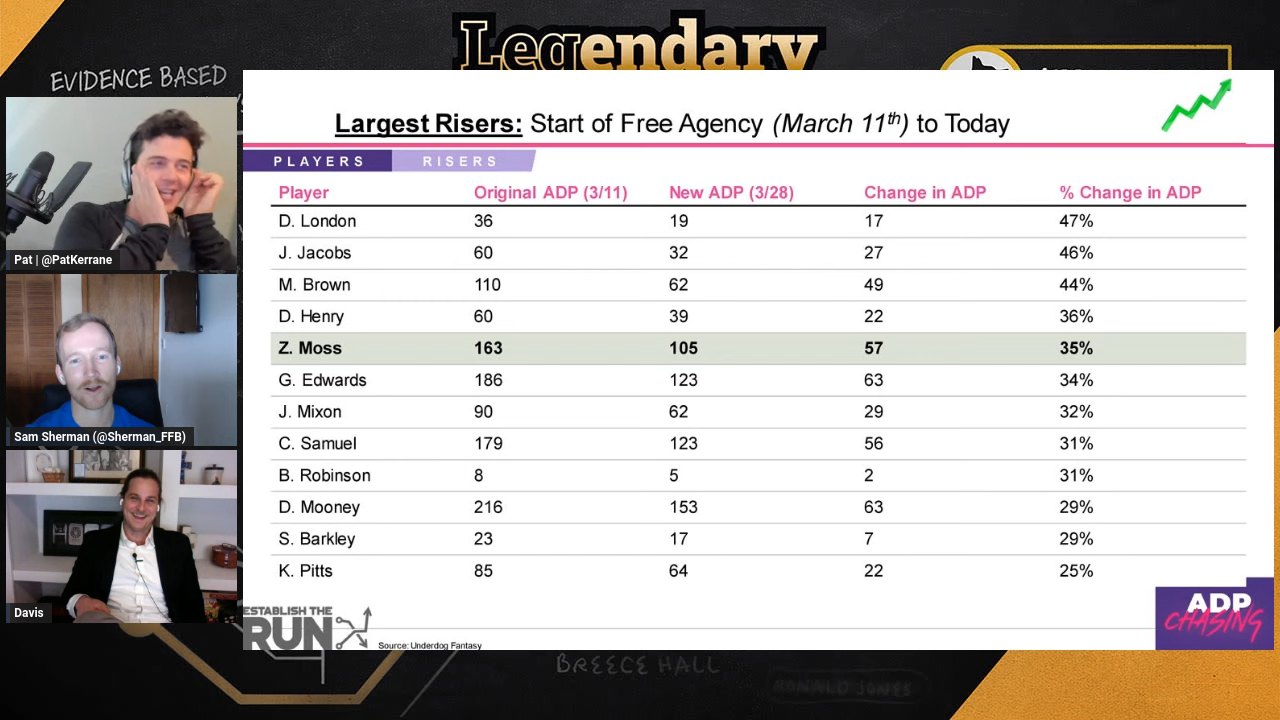 Legendary
EVIDENCE BASED
Largest Risers: Start of Free Agency (March 11th) to Today
PLAYERS RISERS
Player Original ADP (3/11) New ADP (3/28) Change in ADP % Change in ADP
D. London 36 19 17 47%
J. Jacobs 60 32 27 46%
M. Brown 110 62 49 44%
D. Henry 60 39 22 36%
Z. Moss 163 105 57 35%
G. Edwards 186 123 63 34%
J. Mixon 90 62 29 32%
C. Samuel 179 123 56 31%
B. Robinson 8 5 2 31%
D. Mooney 216 153 63 29%
S. Barkley 23 17 7 29%
K. Pitts 85 64 22 25%
Pat | @PatKerrane
Sam Sherman (@Sherman_FFB)
Davis
ESTABLISH THE
RUN
Source: Underdog Fantasy
ADP
CHASING
BREECE HALL
RONALD JONES